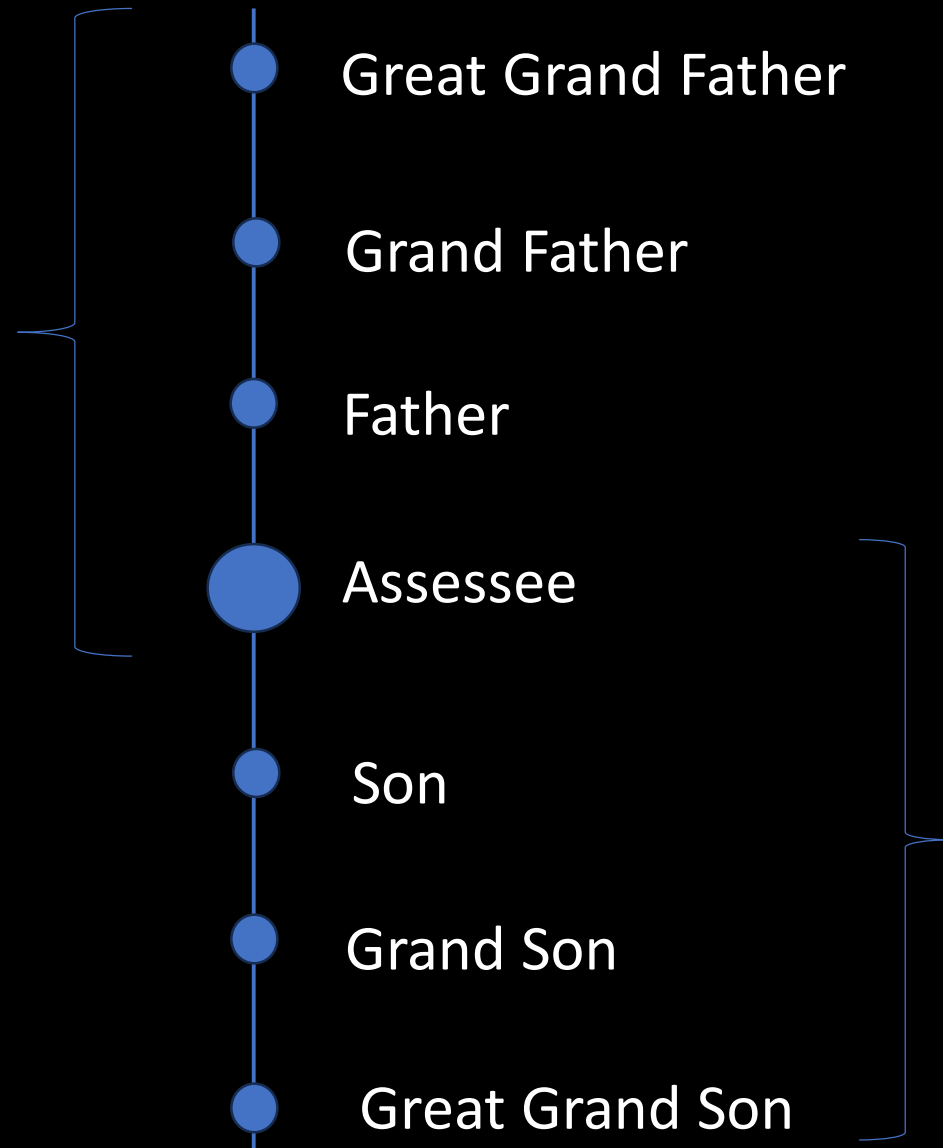 Great Grand Father
Grand Father
Father
Assessee
Son
Grand Son
Great Grand Son